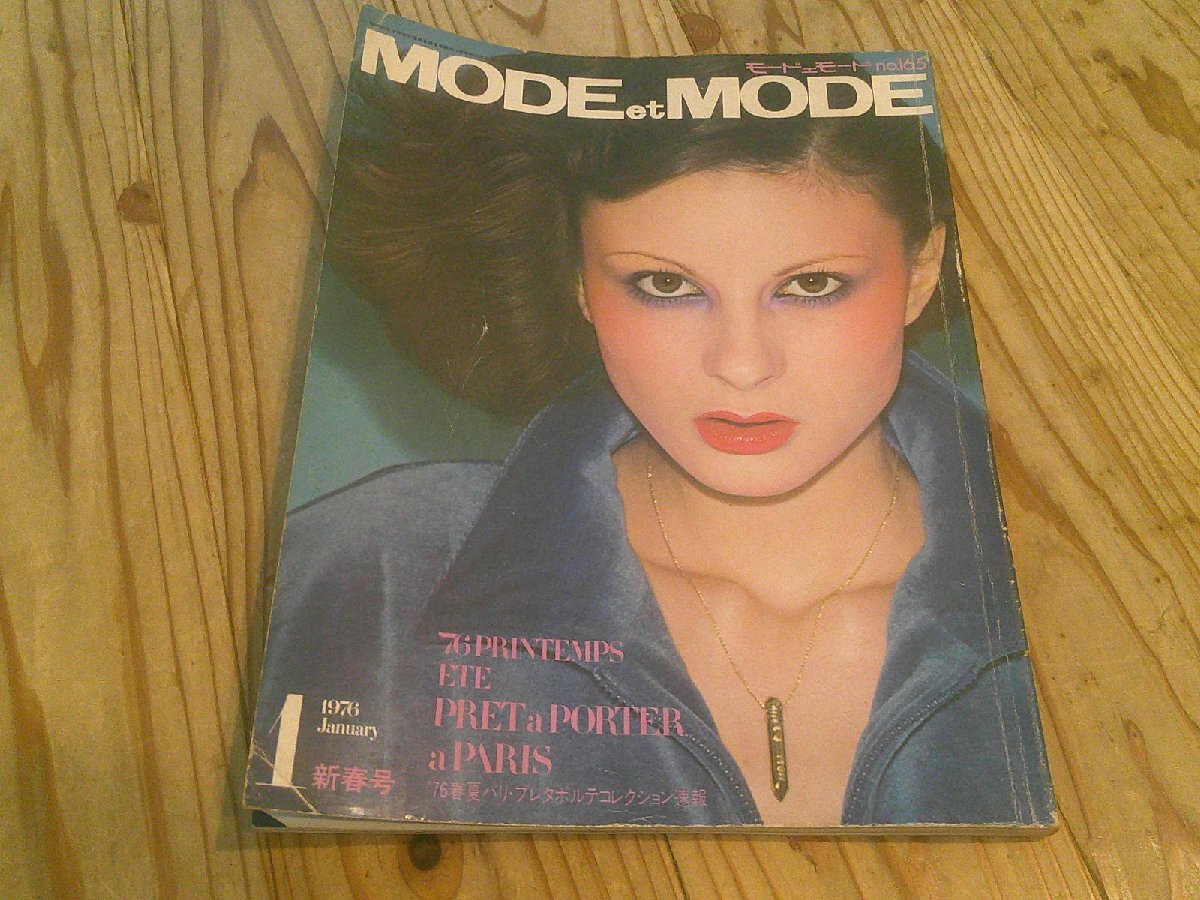 モードェモード no.165
MODE et MODE
'76 PRINTEMPS
ETE
PRET a PORTER
a PARIS
'76春夏パリ・プレタポルテコレクション・速報
1
1976
January
新春号